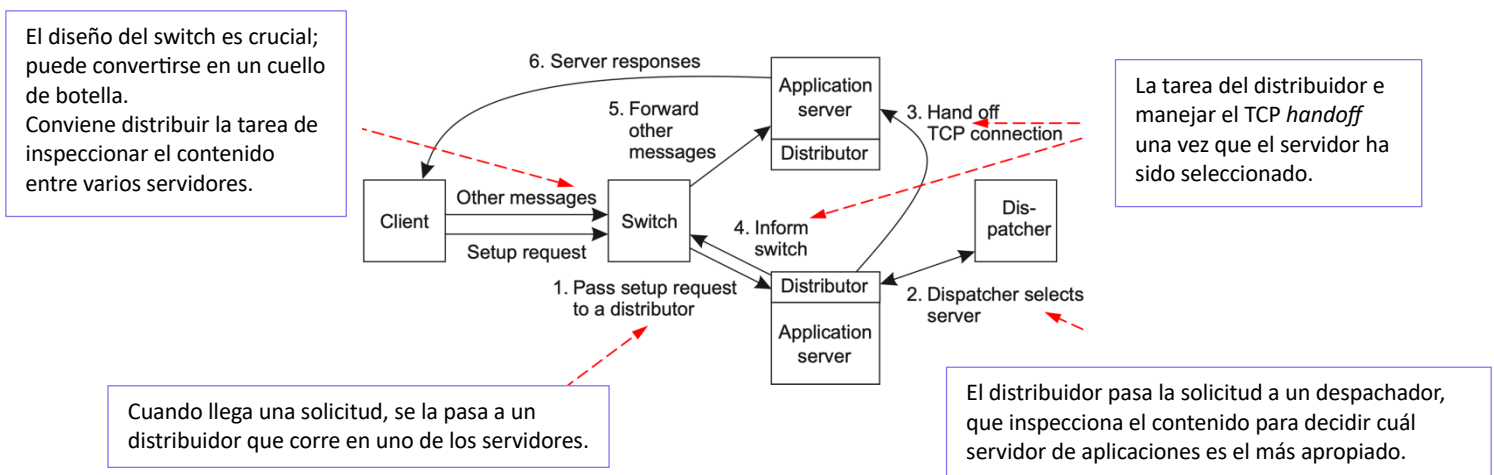 El diseño del switch es crucial;
puede convertirse en un cuello
de botella.
Conviene distribuir la tarea de
inspeccionar el contenido
entre varios servidores.
6. Server responses
Application
server
Distributor
5. Forward
other
messages
3. Hand off
TCP connection
La tarea del distribuidor e
manejar el TCP handoff
una vez que el servidor ha
sido seleccionado.
Client
Other messages
Setup request
Switch
4. Inform
switch
Dis-
patcher
1. Pass setup request
to a distributor
Distributor
Application
server
2. Dispatcher selects
server
Cuando llega una solicitud, se la pasa a un
distribuidor que corre en uno de los servidores.
El distribuidor pasa la solicitud a un despachador,
que inspecciona el contenido para decidir cuál
servidor de aplicaciones es el más apropiado.